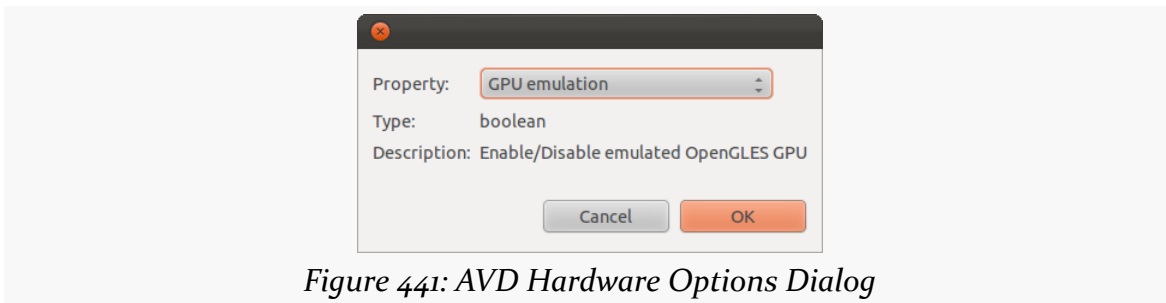 Property: GPU emulation
Type: boolean
Description: Enable/Disable emulated OpenGLES GPU
Cancel OK
Figure 441: AVD Hardware Options Dialog